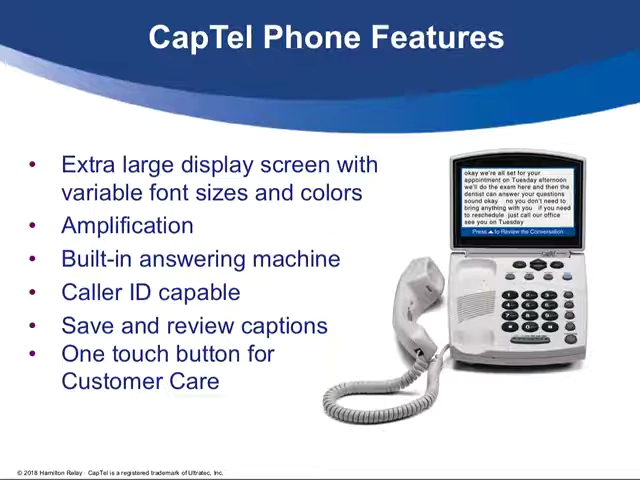 CapTel Phone Features
• Extra large display screen with
variable font sizes and colors
• Amplification
• Built-in answering machine
• Caller ID capable
• Save and review captions
• One touch button for
Customer Care
okay we're all set for your
appointment on Tuesday afternoon
we'll do the exam here and then the
dentist can answer your questions
sound okay no you don't need to
bring anything with you if you need
to reschedule just call our office
see you on Tuesday
Press ▲ to Review the Conversation
© 2018 Hamilton Relay · CapTel is a registered trademark of Ultratec, Inc.